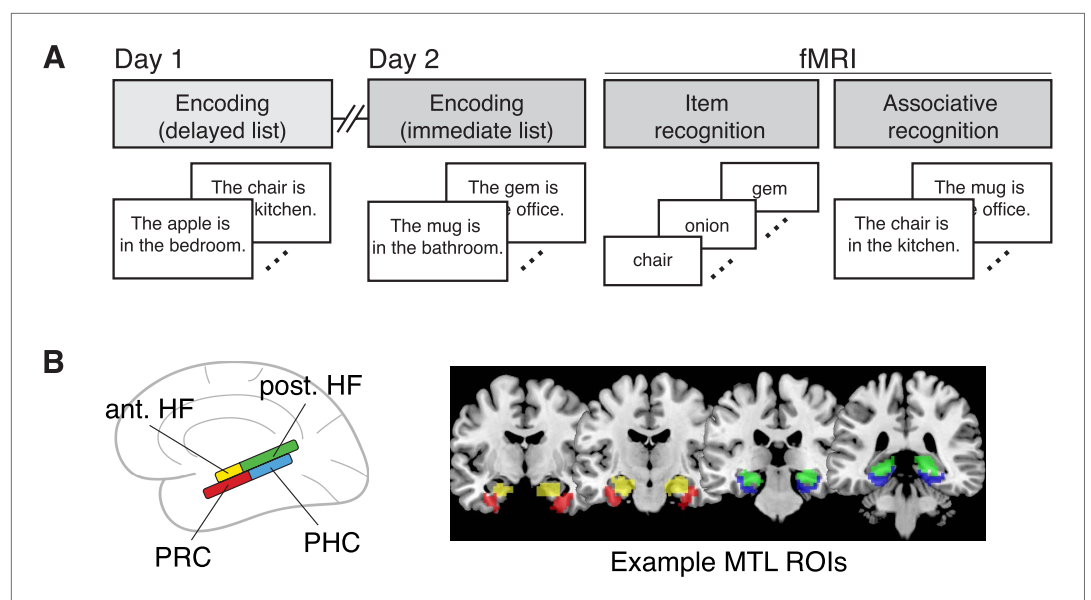 A
Day 1
Day 2
fMRI
Encoding
(delayed list)
Encoding
(immediate list)
Item
recognition
Associative
recognition
The chair is
kitchen.
The apple is
in the bedroom.
The gem is
office.
The mug is
in the bathroom.
gem
onion
chair
The mug is
office.
The chair is
in the kitchen.
B
post. HF
ant. HF
PRC
PHC
Example MTL ROIs